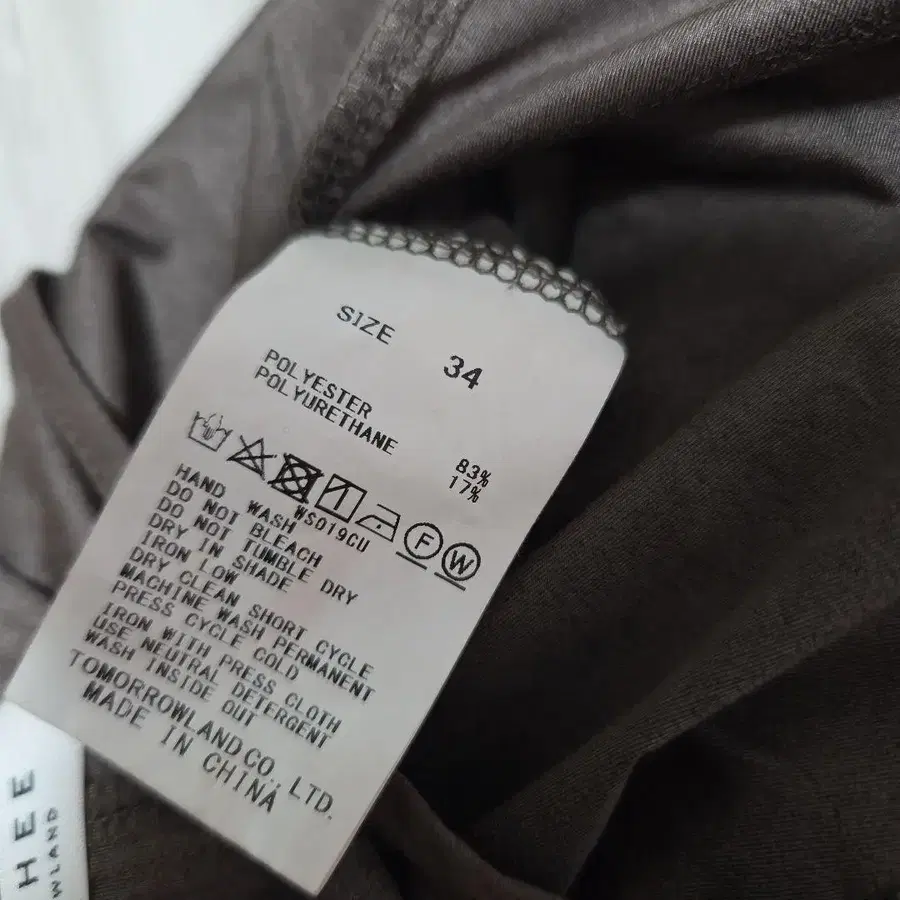 SIZE 34
POLYESTER 83%
POLYURETHANE 17%
F W
WS019CU
HAND WASH
DO NOT BLEACH
DO NOT TUMBLE DRY
DRY IN SHADE
IRON LOW
DRY CLEAN SHORT CYCLE
MACHINE WASH PERMANENT
PRESS CYCLE COLD
IRON WITH PRESS CLOTH
USE NEUTRAL DETERGENT
WASH INSIDE OUT
TOMORROWLAND CO., LTD.
MADE IN CHINA
HEE
WLAND